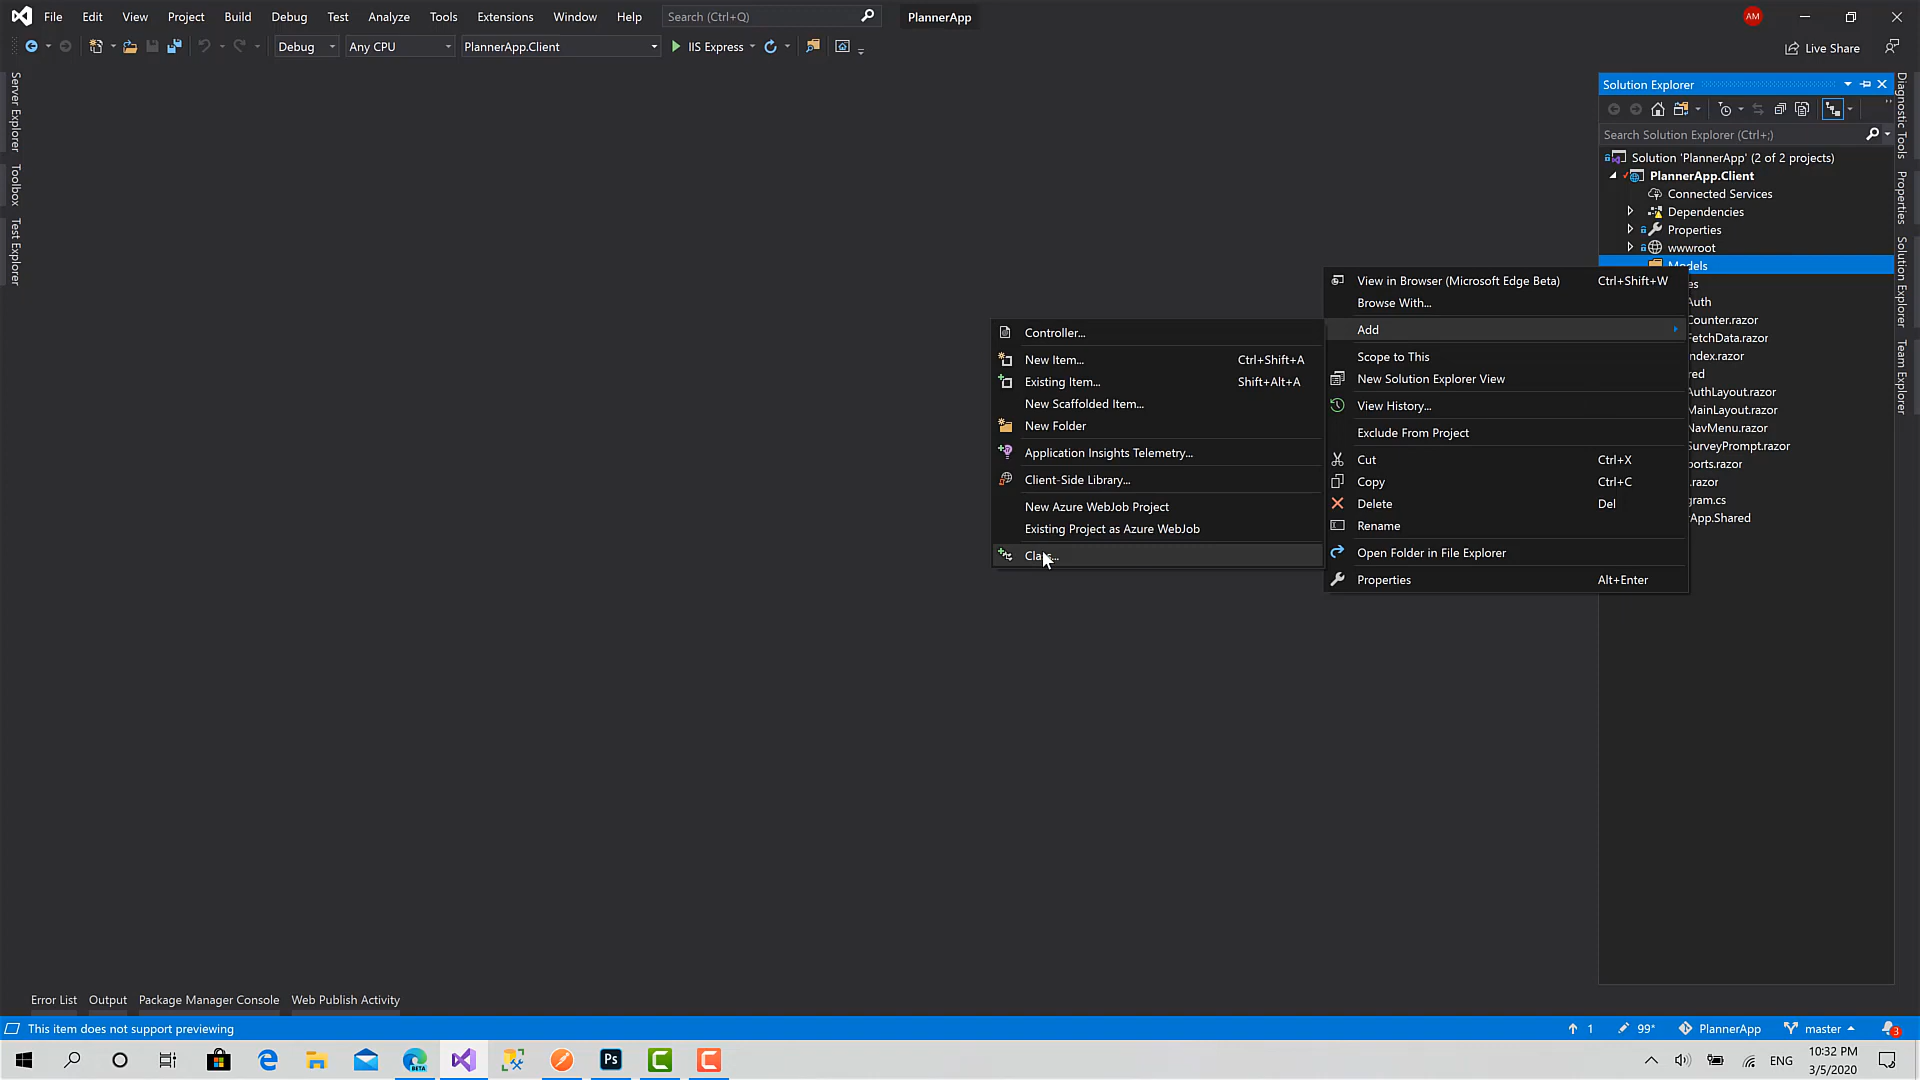 File Edit View Project Build Debug Test Analyze Tools Extensions Window Help Search (Ctrl+Q) PlannerApp AM
Debug Any CPU PlannerApp.Client IIS Express Live Share
Server Explorer
Toolbox
Test Explorer
Solution Explorer
Search Solution Explorer (Ctrl+;)
Solution 'PlannerApp' (2 of 2 projects)
PlannerApp.Client
Connected Services
Dependencies
Properties
wwwroot
Models
es
Auth
Counter.razor
FetchData.razor
ndex.razor
red
AuthLayout.razor
MainLayout.razor
NavMenu.razor
SurveyPrompt.razor
ports.razor
.razor
gram.cs
rApp.Shared
Diagnostic Tools
Properties
Solution Explorer
Team Explorer
View in Browser (Microsoft Edge Beta) Ctrl+Shift+W
Browse With...
Add
Scope to This
New Solution Explorer View
View History...
Exclude From Project
Cut Ctrl+X
Copy Ctrl+C
Delete Del
Rename
Open Folder in File Explorer
Properties Alt+Enter
Controller...
New Item... Ctrl+Shift+A
Existing Item... Shift+Alt+A
New Scaffolded Item...
New Folder
Application Insights Telemetry...
Client-Side Library...
New Azure WebJob Project
Existing Project as Azure WebJob
Error List Output Package Manager Console Web Publish Activity
This item does not support previewing 1 99* PlannerApp master 3
BETA Ps ENG 10:32 PM
3/5/2020